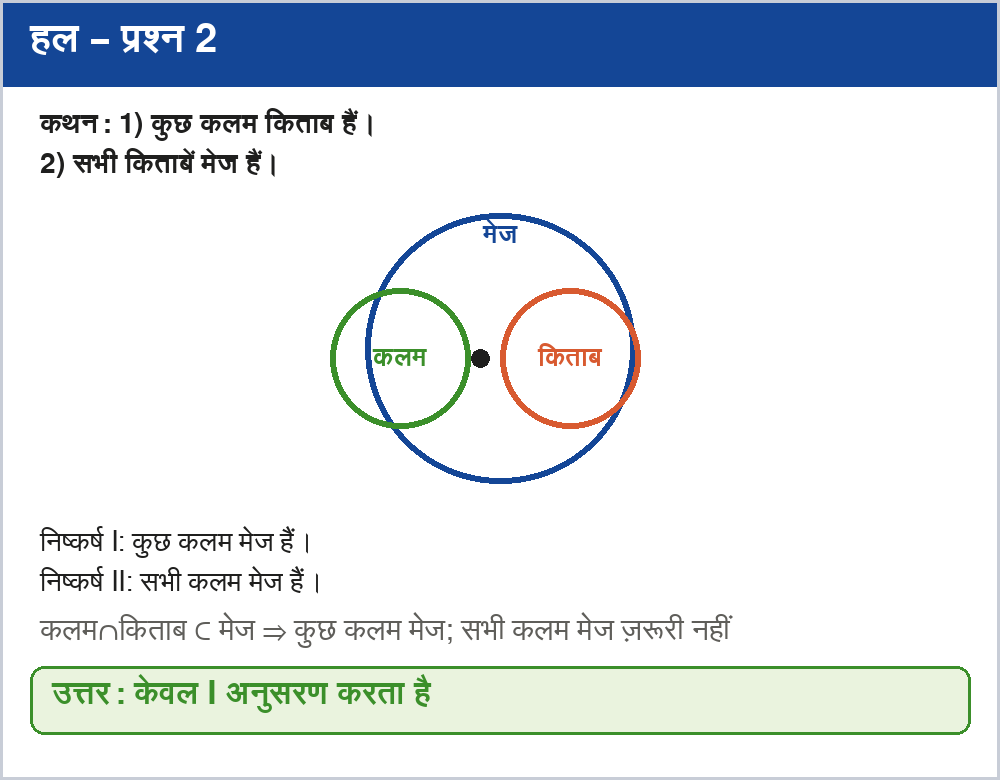 हल – प्रश्न 2
कथन : 1) कुछ कलम किताब हैं।
2) सभी किताबें मेज हैं।
मेज
कलम
किताब
निष्कर्ष I: कुछ कलम मेज हैं।
निष्कर्ष II: सभी कलम मेज हैं।
कलम∩किताब ⊂ मेज ⇒ कुछ कलम मेज; सभी कलम मेज ज़रूरी नहीं
उत्तर : केवल I अनुसरण करता है